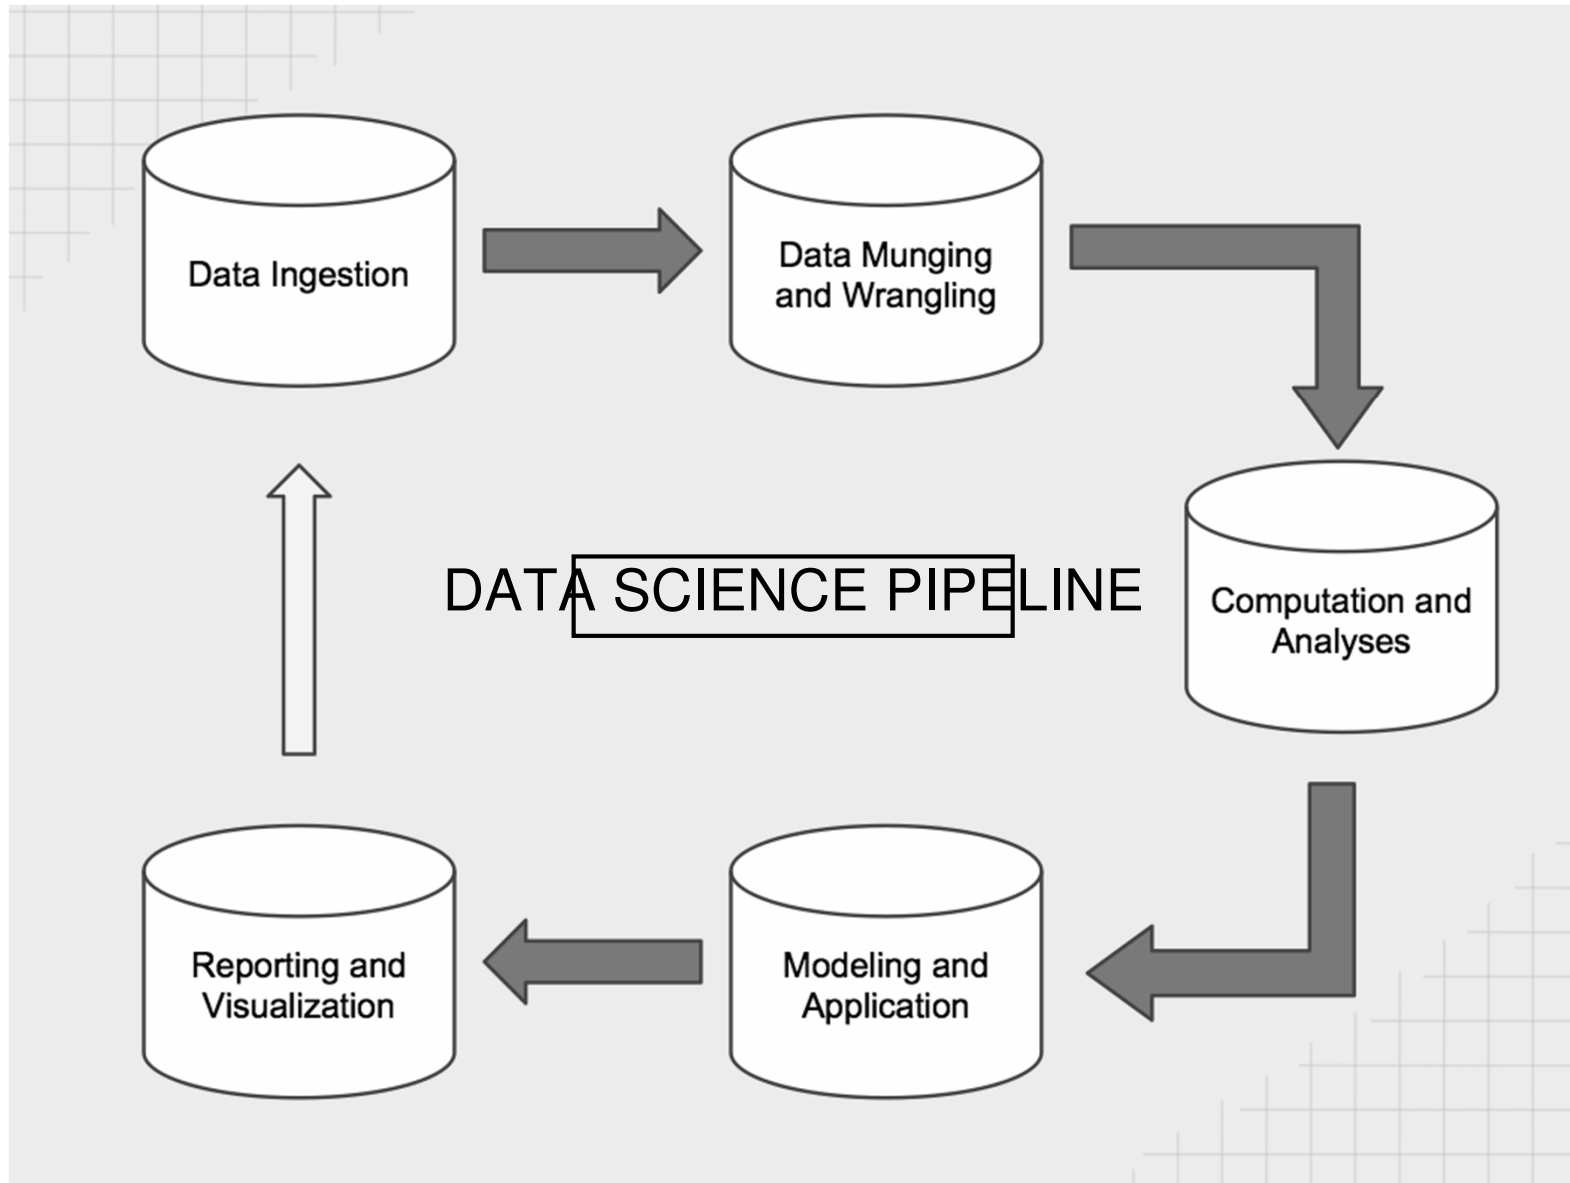 Data Ingestion
Data Munging
and Wrangling
DATA SCIENCE PIPELINE
Computation and
Analyses
Reporting and
Visualization
Modeling and
Application